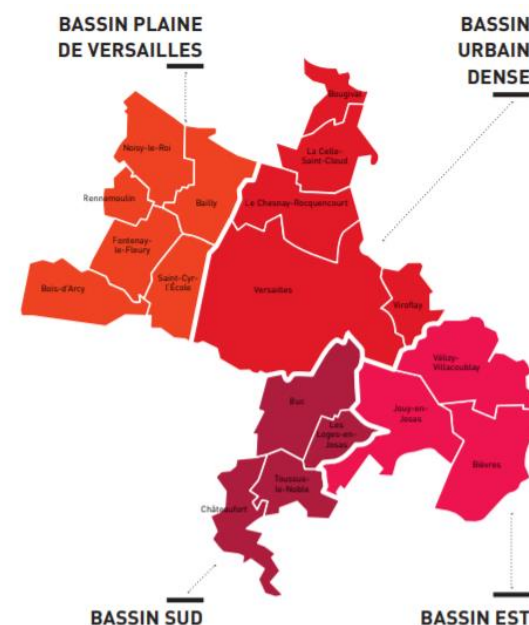 BASSIN PLAINE
DE VERSAILLES
BASSIN
URBAIN
DENSE
Bougival
La Celle-
Saint-Cloud
Noisy-le-Roi
Rennemoulin
Bailly
Le Chesnay-Rocquencourt
Fontenay-
le-Fleury
Saint-Cyr-
l'École
Bois-d'Arcy
Versailles
Viroflay
Vélizy-
Villacoublay
Buc
Les
Loges-en-
Josas
Jouy-en-
Josas
Bièvres
Toussus-
le-Noble
Châteaufort
BASSIN SUD
BASSIN EST